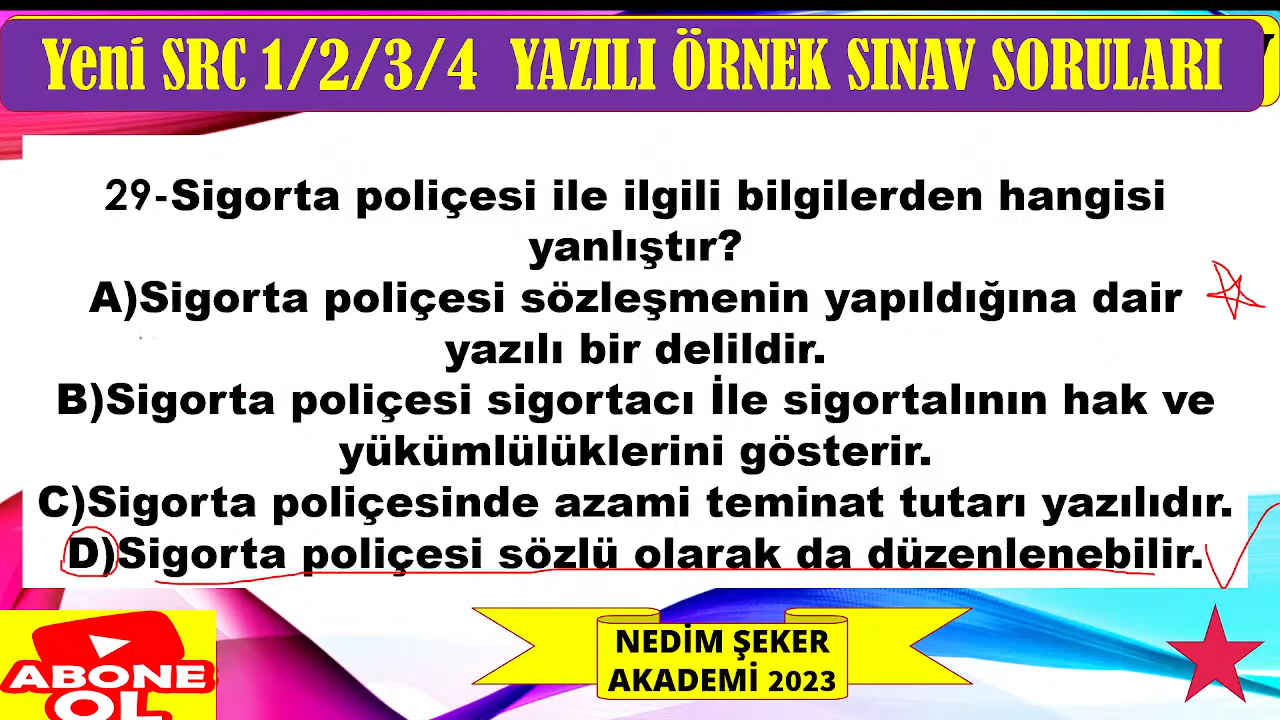 Yeni SRC 1/2/3/4 YAZILI ÖRNEK SINAV SORULARI
29-Sigorta poliçesi ile ilgili bilgilerden hangisi
yanlıştır?
A)Sigorta poliçesi sözleşmenin yapıldığına dair
yazılı bir delildir.
B)Sigorta poliçesi sigortacı İle sigortalının hak ve
yükümlülüklerini gösterir.
C)Sigorta poliçesinde azami teminat tutarı yazılıdır.
D)Sigorta poliçesi sözlü olarak da düzenlenebilir.
NEDİM ŞEKER
AKADEMİ 2023
ABONE
OL